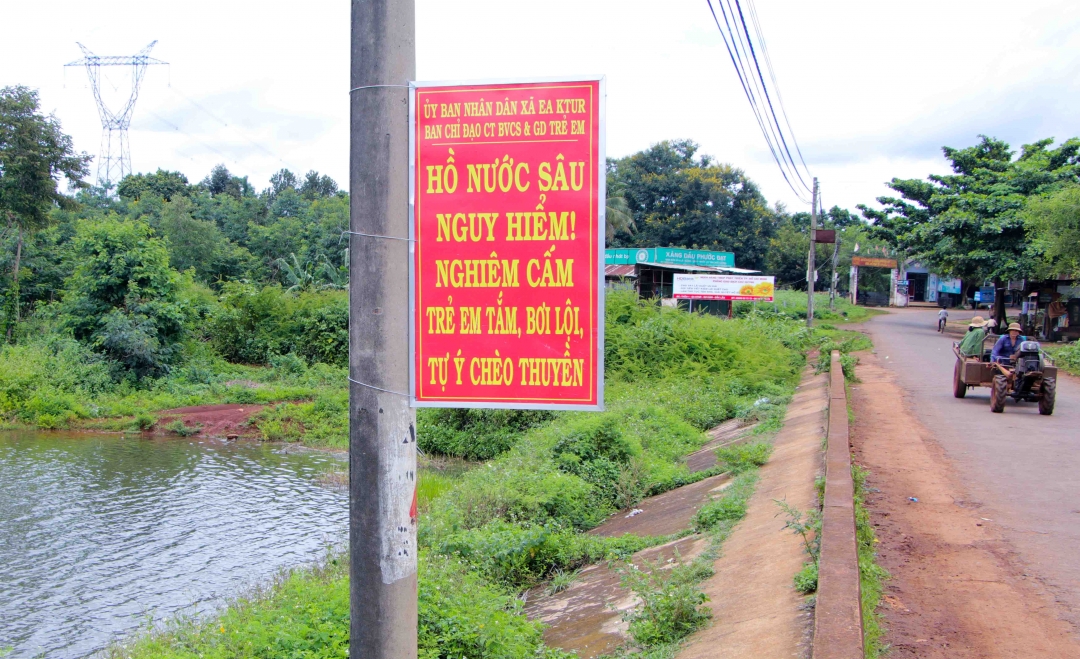 ỦY BAN NHÂN DÂN XÃ EA KTUR
BAN CHỈ ĐẠO CT BVCS & GD TRẺ EM
HỒ NƯỚC SÂU
NGUY HIỂM!
NGHIÊM CẤM
TRẺ EM TẮM, BƠI LỘI,
TỰ Ý CHÈO THUYỀN
XĂNG DẦU PHƯỚC ĐẠT